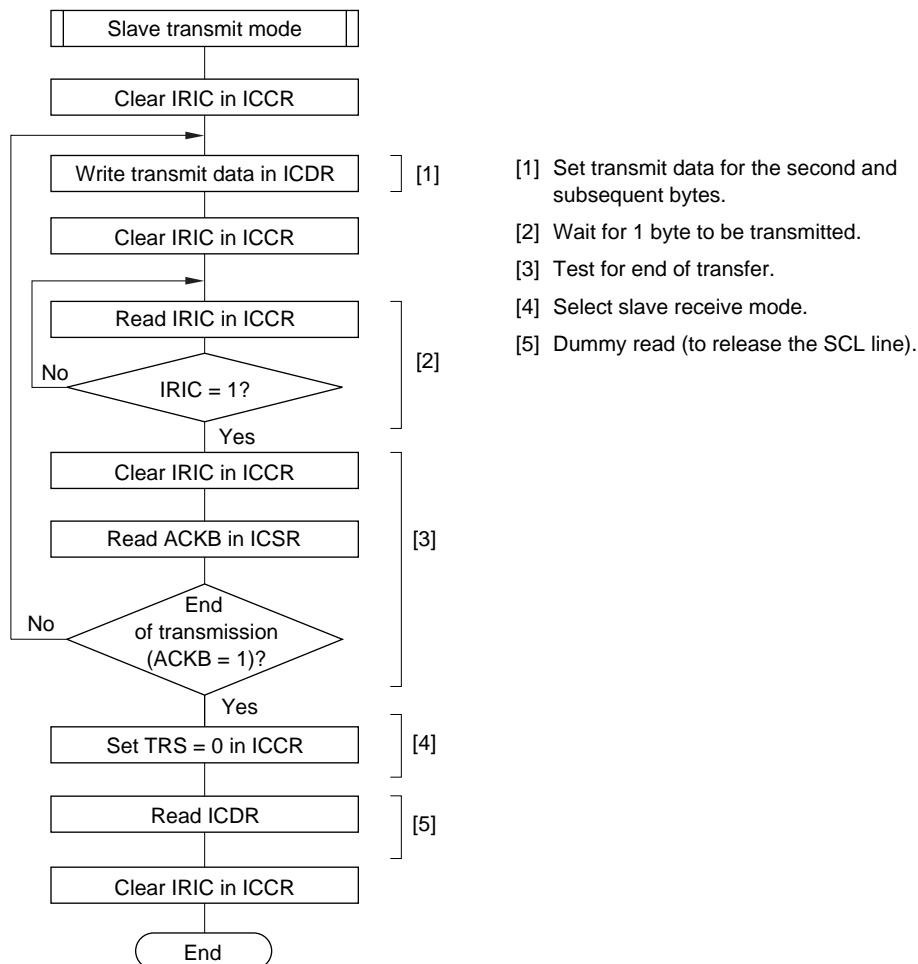 Slave transmit mode
Clear IRIC in ICCR
Write transmit data in ICDR
[1]
Clear IRIC in ICCR
Read IRIC in ICCR
[2]
No
IRIC = 1?
Yes
Clear IRIC in ICCR
Read ACKB in ICSR
[3]
No
End
of transmission
(ACKB = 1)?
Yes
Set TRS = 0 in ICCR
[4]
Read ICDR
[5]
Clear IRIC in ICCR
End
[1] Set transmit data for the second and
subsequent bytes.
[2] Wait for 1 byte to be transmitted.
[3] Test for end of transfer.
[4] Select slave receive mode.
[5] Dummy read (to release the SCL line).